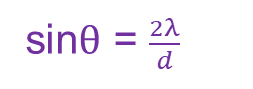 sinθ = 2λ/d